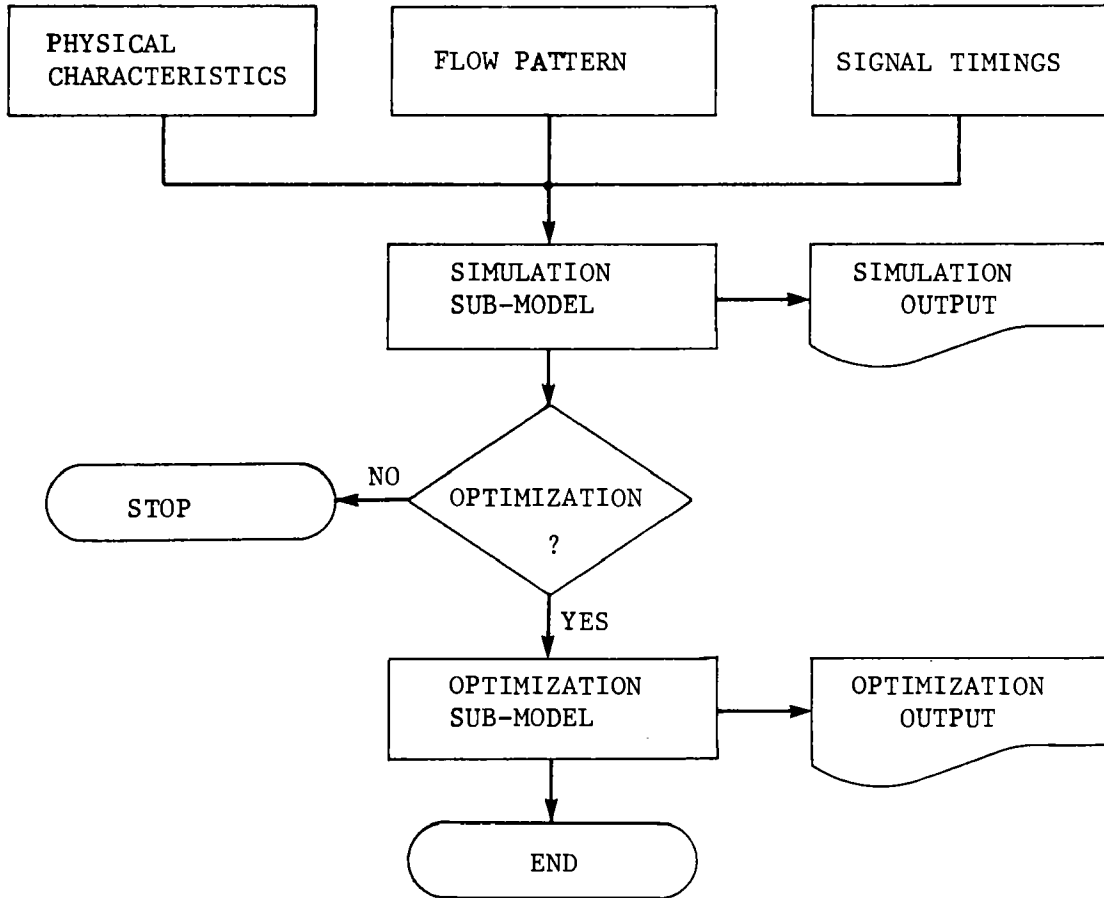 PHYSICAL
CHARACTERISTICS
FLOW PATTERN
SIGNAL TIMINGS
SIMULATION
SUB-MODEL
SIMULATION
OUTPUT
NO
OPTIMIZATION
?
STOP
YES
OPTIMIZATION
SUB-MODEL
OPTIMIZATION
OUTPUT
END